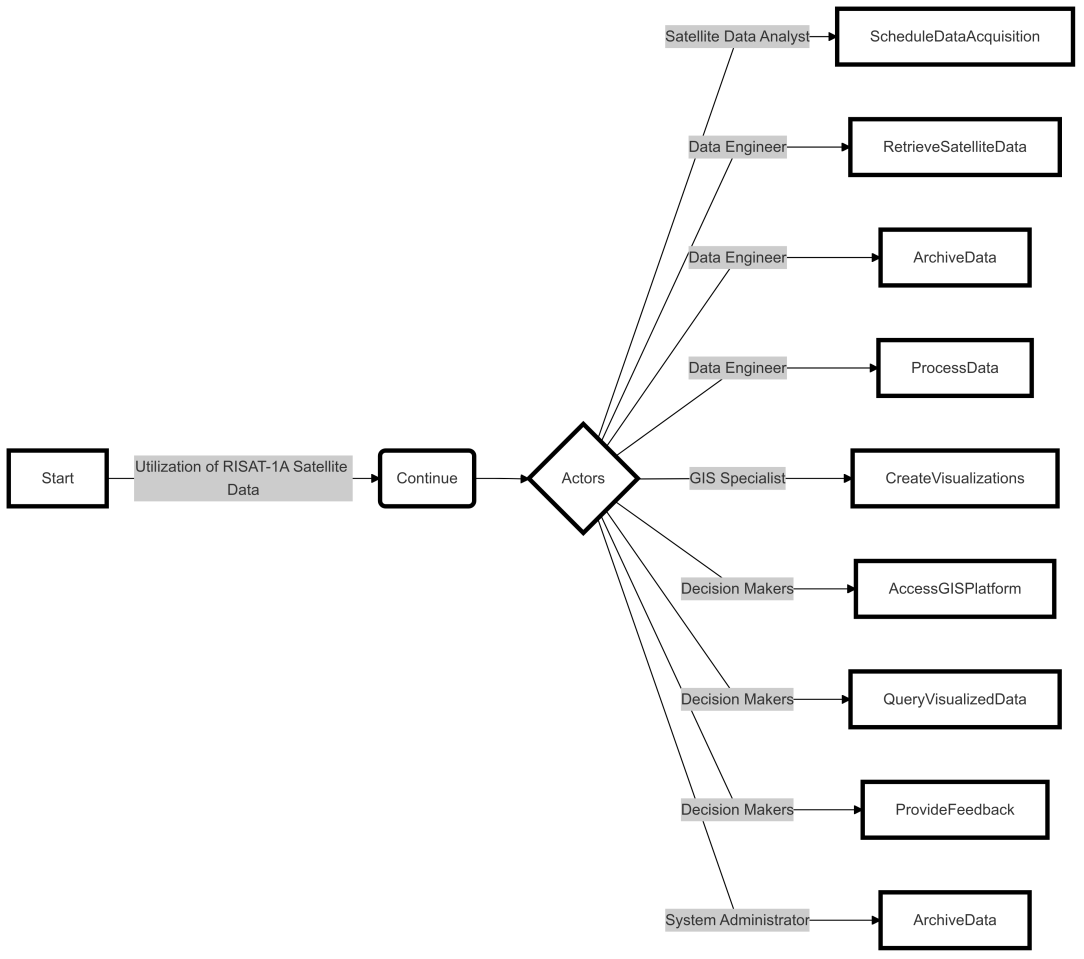 Satellite Data Analyst
ScheduleDataAcquisition
Data Engineer
RetrieveSatelliteData
Data Engineer
ArchiveData
Data Engineer
ProcessData
Start
Utilization of RISAT-1A Satellite
Data
Continue
Actors
GIS Specialist
CreateVisualizations
Decision Makers
AccessGISPlatform
Decision Makers
QueryVisualizedData
Decision Makers
ProvideFeedback
System Administrator
ArchiveData